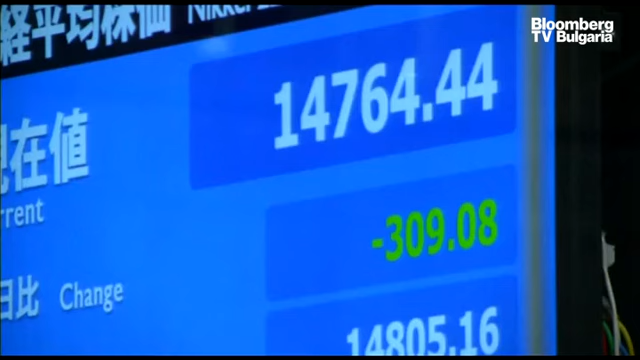 Bloomberg
TV Bulgaria
経平均株価 Nikkei
14764.44
現在値
rrent
-309.08
日比 Change
14805.16